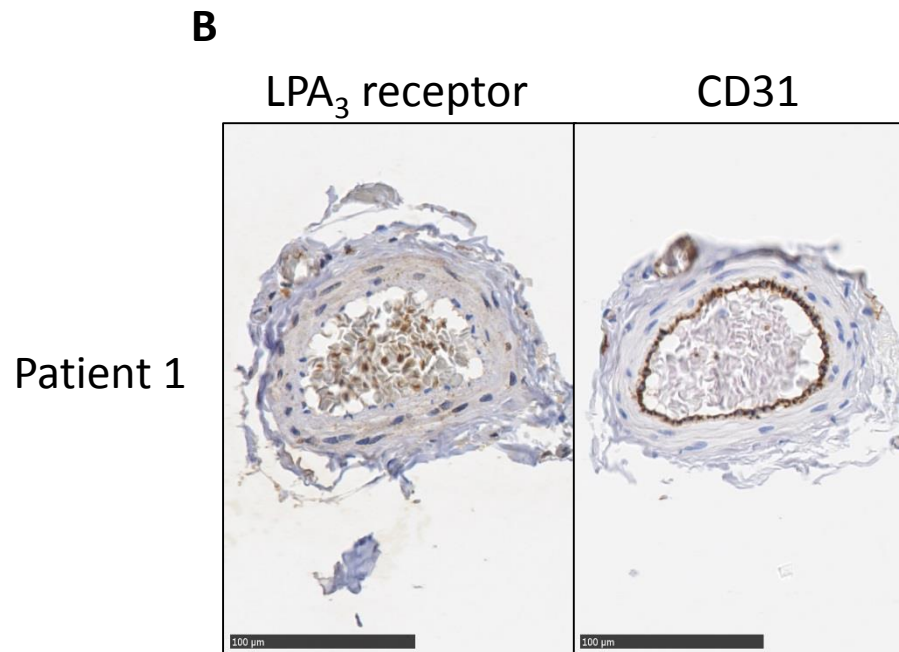 B
LPA₃ receptor
CD31
Patient 1
100 µm
100 µm